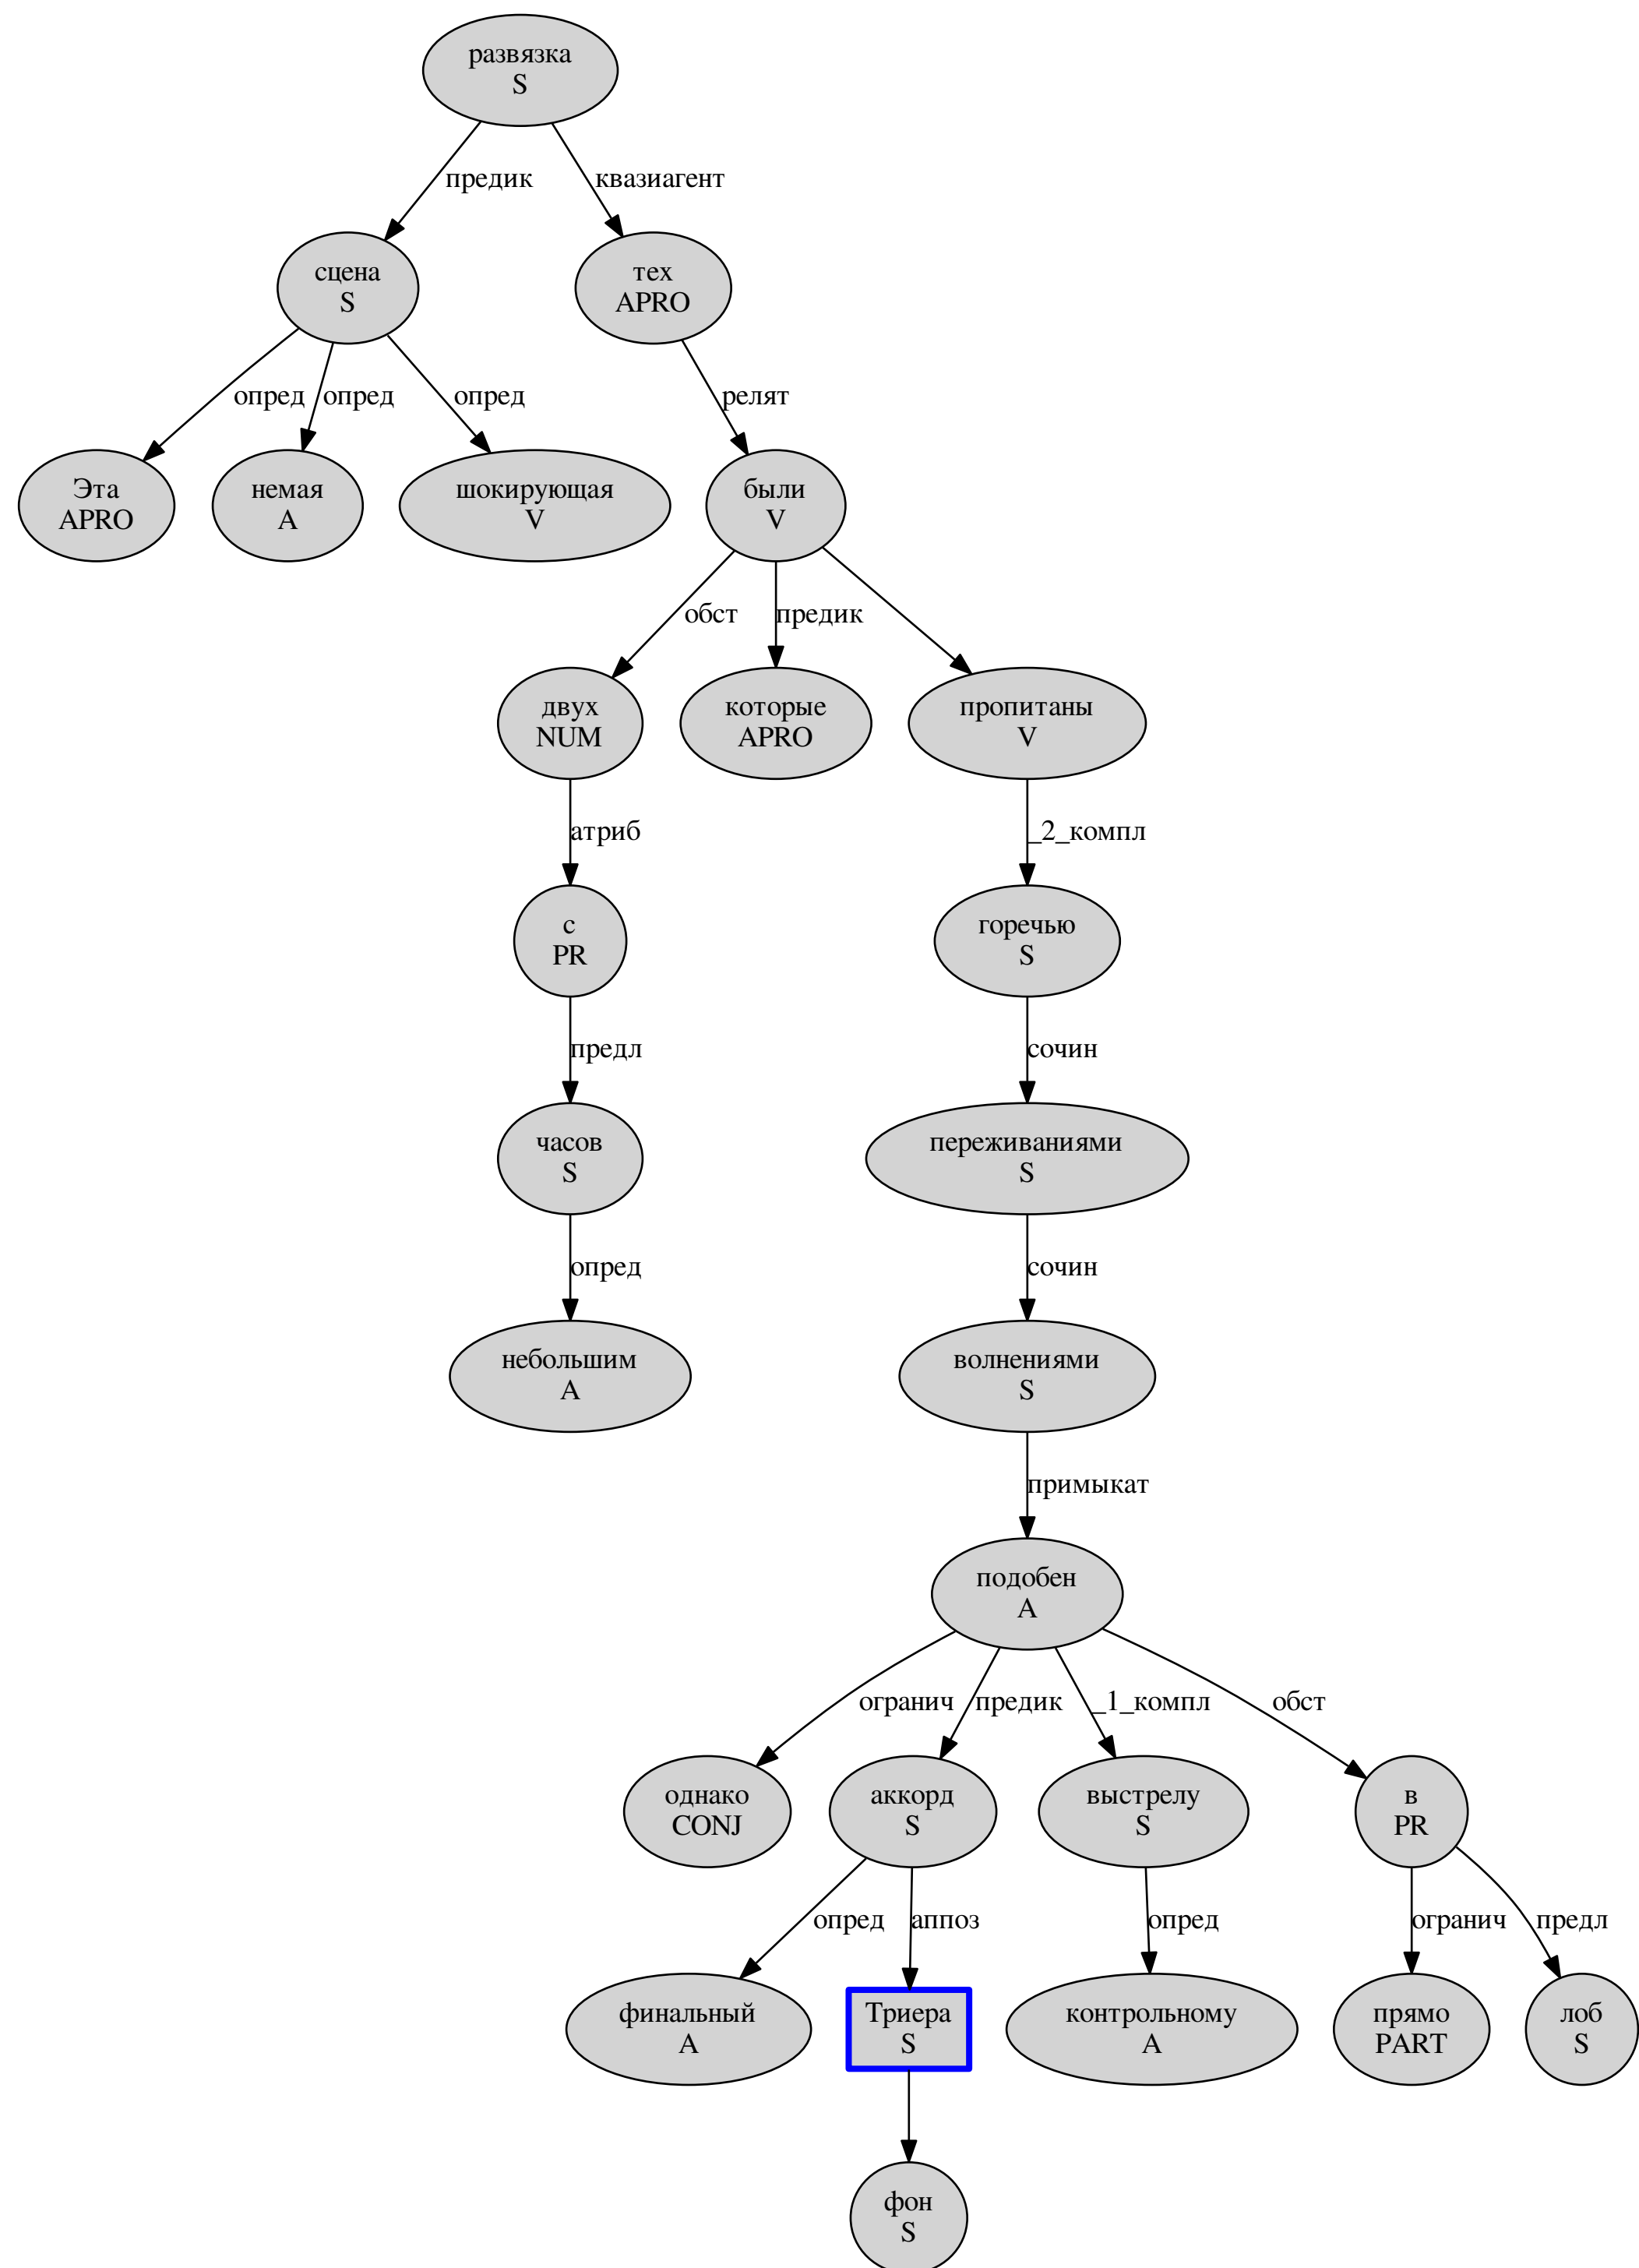 развязка
S
предик
квазиагент
сцена
S
тех
APRO
опред
опред
опред
релят
Эта
APRO
немая
A
шокирующая
V
были
V
обст
предик
двух
NUM
которые
APRO
пропитаны
V
атриб
_2_компл
с
PR
горечью
S
предл
сочин
часов
S
переживаниями
S
опред
сочин
небольшим
A
волнениями
S
примыкат
подобен
A
огранич
предик
_1_компл
обст
однако
CONJ
аккорд
S
выстрелу
S
в
PR
опред
аппоз
опред
огранич
предл
финальный
A
Триера
S
контрольному
A
прямо
PART
лоб
S
фон
S